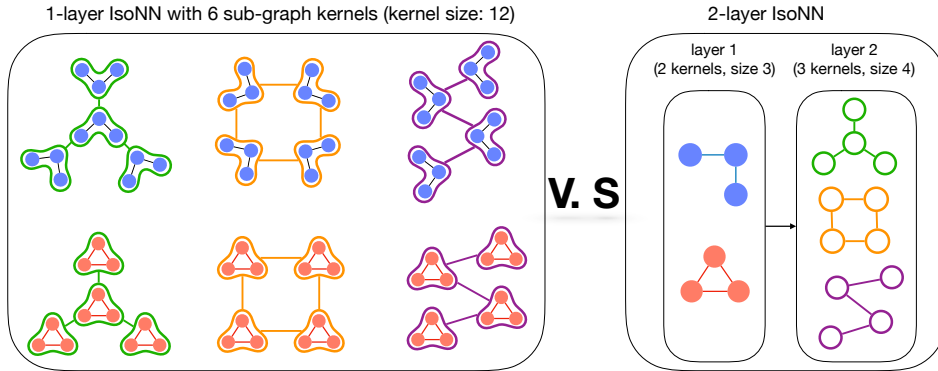 1-layer IsoNN with 6 sub-graph kernels (kernel size: 12)
2-layer IsoNN
layer 1
(2 kernels, size 3)
layer 2
(3 kernels, size 4)
V. S